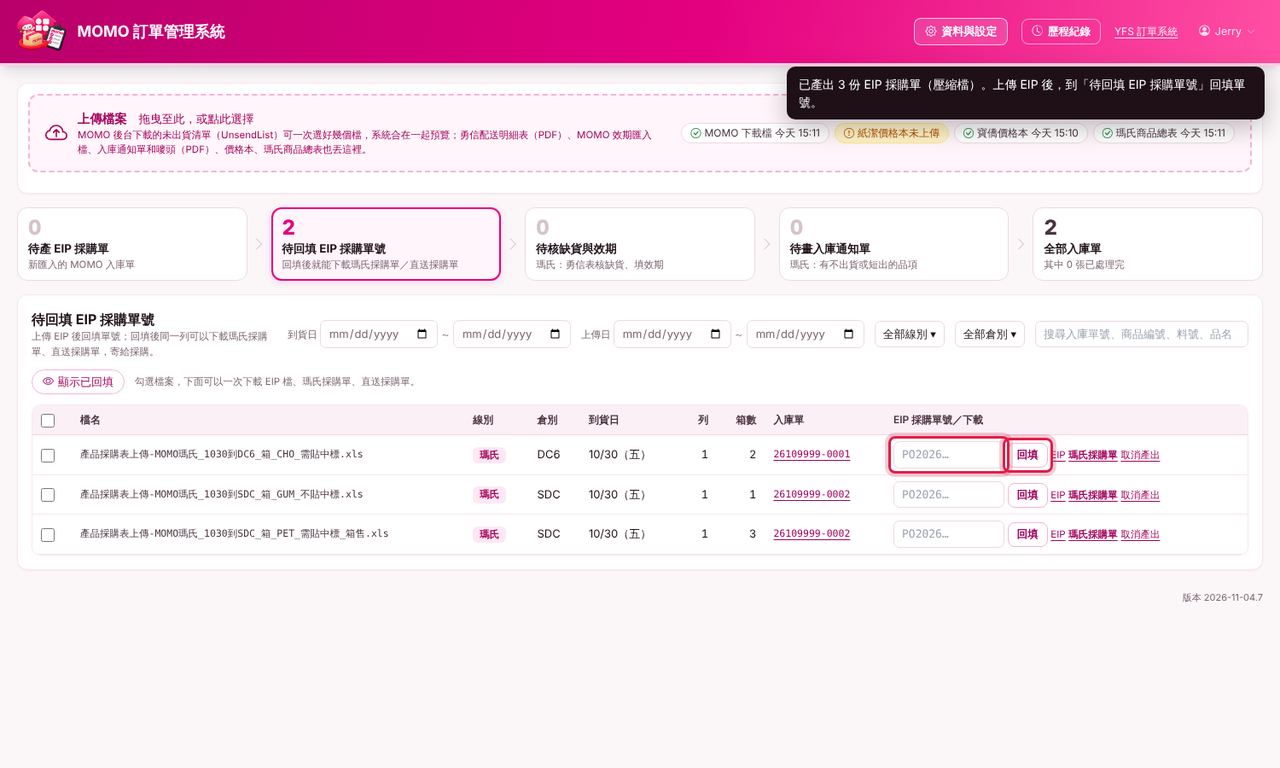 MOMO 訂單管理系統
資料與設定
歷程紀錄
YFS 訂單系統
Jerry
已產出 3 份 EIP 採購單（壓縮檔）。上傳 EIP 後，到「待回填 EIP 採購單號」回填單號。
上傳檔案 拖曳至此，或點此選擇
MOMO 後台下載的未出貨清單（UnsendList）可一次選好幾個檔，系統合在一起預覽；勇信配送明細表（PDF）、MOMO 效期匯入
檔、入庫通知單和嘜頭（PDF）、價格本、瑪氏商品總表也丟這裡。
MOMO 下載檔 今天 15:11
紙潔價格本未上傳
寶僑價格本 今天 15:10
瑪氏商品總表 今天 15:11
0
待產 EIP 採購單
新匯入的 MOMO 入庫單
2
待回填 EIP 採購單號
回填後就能下載瑪氏採購單／直送採購單
0
待核缺貨與效期
瑪氏：勇信表核缺貨、填效期
0
待畫入庫通知單
瑪氏：有不出貨或短出的品項
2
全部入庫單
其中 0 張已處理完
待回填 EIP 採購單號
上傳 EIP 後回填單號；回填後同一列可以下載瑪氏採購
單、直送採購單，寄給採購。
到貨日 mm/dd/yyyy ~ mm/dd/yyyy 上傳日 mm/dd/yyyy ~ mm/dd/yyyy 全部線別 ▾ 全部倉別 ▾ 搜尋入庫單號、商品編號、料號、品名
顯示已回填 勾選檔案，下面可以一次下載 EIP 檔、瑪氏採購單、直送採購單。
檔名 線別 倉別 到貨日 列 箱數 入庫單 EIP 採購單號／下載
產品採購表上傳-MOMO瑪氏_1030到DC6_箱_CHO_需貼中標.xls 瑪氏 DC6 10/30（五） 1 2 26109999-0001 PO2026… 回填 EIP 瑪氏採購單 取消產出
產品採購表上傳-MOMO瑪氏_1030到SDC_箱_GUM_不貼中標.xls 瑪氏 SDC 10/30（五） 1 1 26109999-0002 PO2026… 回填 EIP 瑪氏採購單 取消產出
產品採購表上傳-MOMO瑪氏_1030到SDC_箱_PET_需貼中標_箱售.xls 瑪氏 SDC 10/30（五） 1 3 26109999-0002 PO2026… 回填 EIP 瑪氏採購單 取消產出
版本 2026-11-04.7